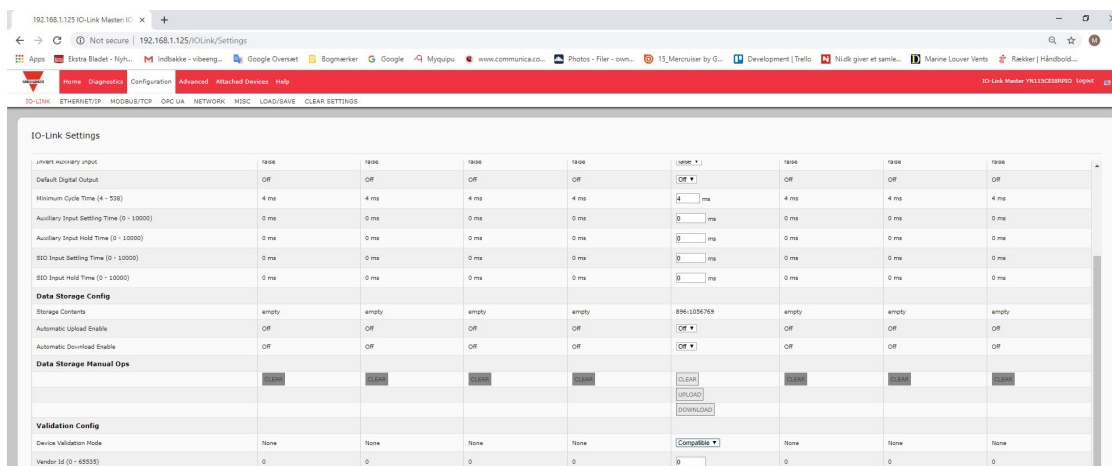 192.168.1.125 IO-Link Master: IO
Not secure | 192.168.1.125/IOLink/Settings
Apps Ekstra Bladet - Nyh... Indbakke - vibeeng... Google Oversæt Bogmærker Google Myquipu www.communica.co... Photos - Filer - own... 15_Mercruiser by G... Development | Trello Ni.dk giver et samle... Marine Louver Vents Rækker | Håndbold...
Home Diagnostics Configuration Advanced Attached Devices Help IO-Link Master YN115CEI8RPIO Logout
IO-LINK ETHERNET/IP MODBUS/TCP OPC UA NETWORK MISC LOAD/SAVE CLEAR SETTINGS
IO-Link Settings
Invert Auxiliary Input false false false false false false false false
Default Digital Output Off Off Off Off Off Off Off Off
Minimum Cycle Time (4 - 538) 4 ms 4 ms 4 ms 4 ms 4 ms 4 ms 4 ms 4 ms
Auxiliary Input Settling Time (0 - 10000) 0 ms 0 ms 0 ms 0 ms 0 ms 0 ms 0 ms 0 ms
Auxiliary Input Hold Time (0 - 10000) 0 ms 0 ms 0 ms 0 ms 0 ms 0 ms 0 ms 0 ms
SIO Input Settling Time (0 - 10000) 0 ms 0 ms 0 ms 0 ms 0 ms 0 ms 0 ms 0 ms
SIO Input Hold Time (0 - 10000) 0 ms 0 ms 0 ms 0 ms 0 ms 0 ms 0 ms 0 ms
Data Storage Config
Storage Contents empty empty empty empty 896:1056769 empty empty empty
Automatic Upload Enable Off Off Off Off Off Off Off Off
Automatic Download Enable Off Off Off Off Off Off Off Off
Data Storage Manual Ops
CLEAR CLEAR CLEAR CLEAR CLEAR CLEAR CLEAR CLEAR
UPLOAD
DOWNLOAD
Validation Config
Device Validation Mode None None None None Compatible None None None
Vendor Id (0 - 65535) 0 0 0 0 0 0 0 0